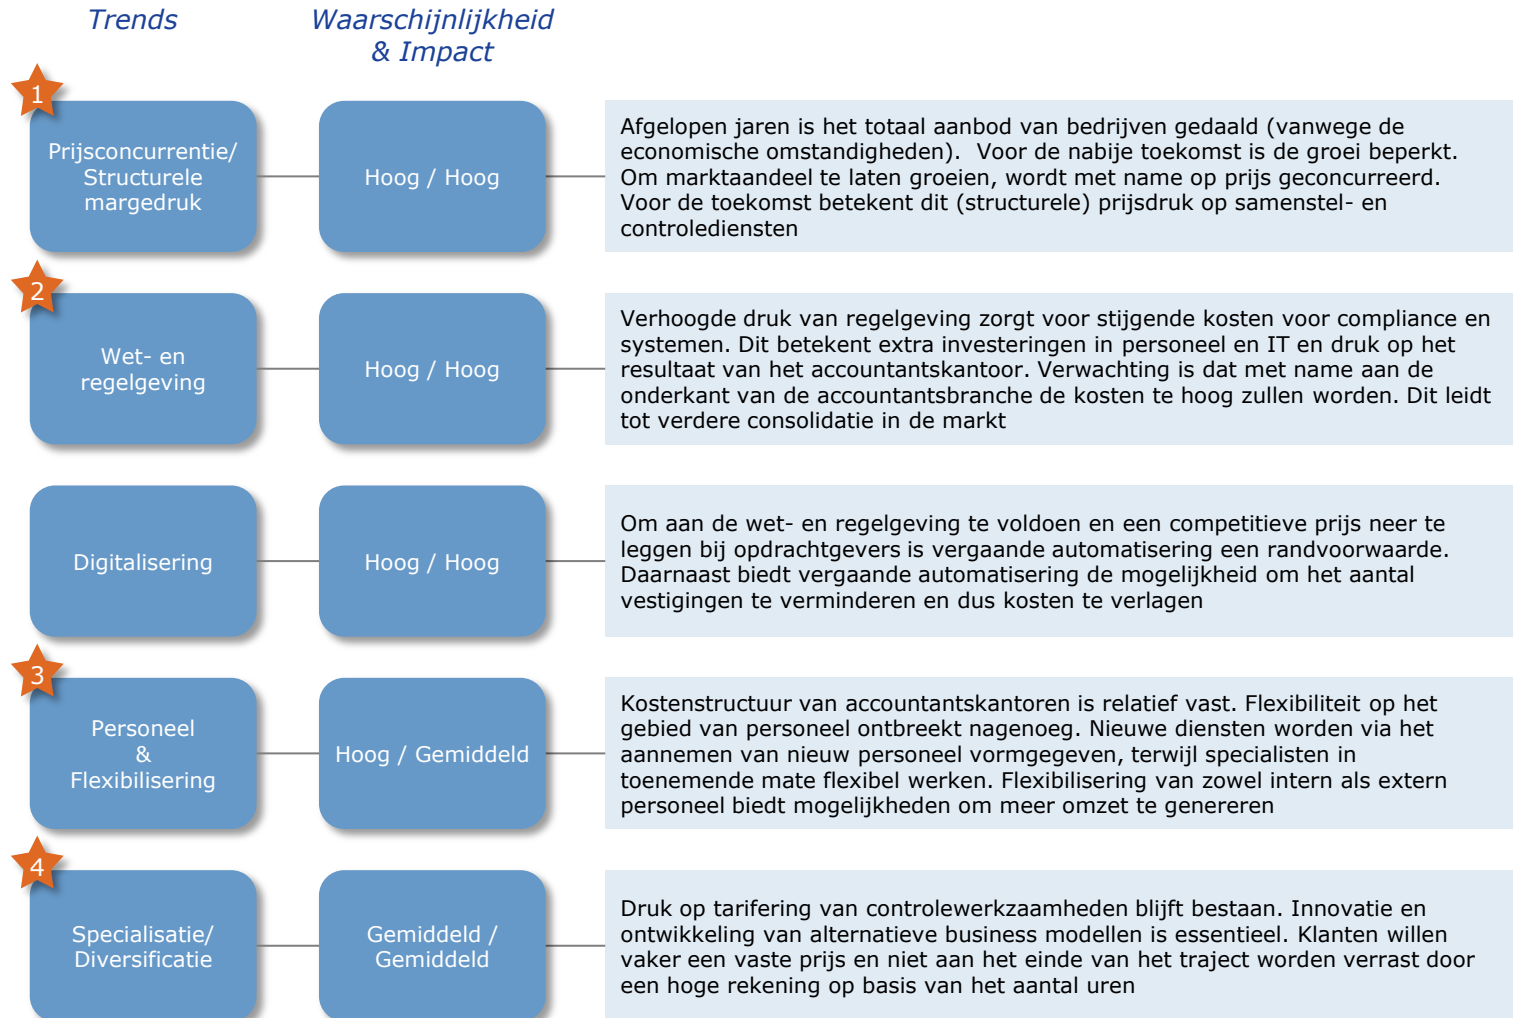 Trends
Waarschijnlijkheid
& Impact
1
Prijsconcurrentie/
Structurele
margedruk
Hoog / Hoog
Afgelopen jaren is het totaal aanbod van bedrijven gedaald (vanwege de
economische omstandigheden).  Voor de nabije toekomst is de groei beperkt.
Om marktaandeel te laten groeien, wordt met name op prijs geconcurreerd.
Voor de toekomst betekent dit (structurele) prijsdruk op samenstel- en
controlediensten
2
Wet- en
regelgeving
Hoog / Hoog
Verhoogde druk van regelgeving zorgt voor stijgende kosten voor compliance en
systemen. Dit betekent extra investeringen in personeel en IT en druk op het
resultaat van het accountantskantoor. Verwachting is dat met name aan de
onderkant van de accountantsbranche de kosten te hoog zullen worden. Dit leidt
tot verdere consolidatie in de markt
Digitalisering
Hoog / Hoog
Om aan de wet- en regelgeving te voldoen en een competitieve prijs neer te
leggen bij opdrachtgevers is vergaande automatisering een randvoorwaarde.
Daarnaast biedt vergaande automatisering de mogelijkheid om het aantal
vestigingen te verminderen en dus kosten te verlagen
3
Personeel
&
Flexibilisering
Hoog / Gemiddeld
Kostenstructuur van accountantskantoren is relatief vast. Flexibiliteit op het
gebied van personeel ontbreekt nagenoeg. Nieuwe diensten worden via het
aannemen van nieuw personeel vormgegeven, terwijl specialisten in
toenemende mate flexibel werken. Flexibilisering van zowel intern als extern
personeel biedt mogelijkheden om meer omzet te genereren
4
Specialisatie/
Diversificatie
Gemiddeld /
Gemiddeld
Druk op tarifering van controlewerkzaamheden blijft bestaan. Innovatie en
ontwikkeling van alternatieve business modellen is essentieel. Klanten willen
vaker een vaste prijs en niet aan het einde van het traject worden verrast door
een hoge rekening op basis van het aantal uren